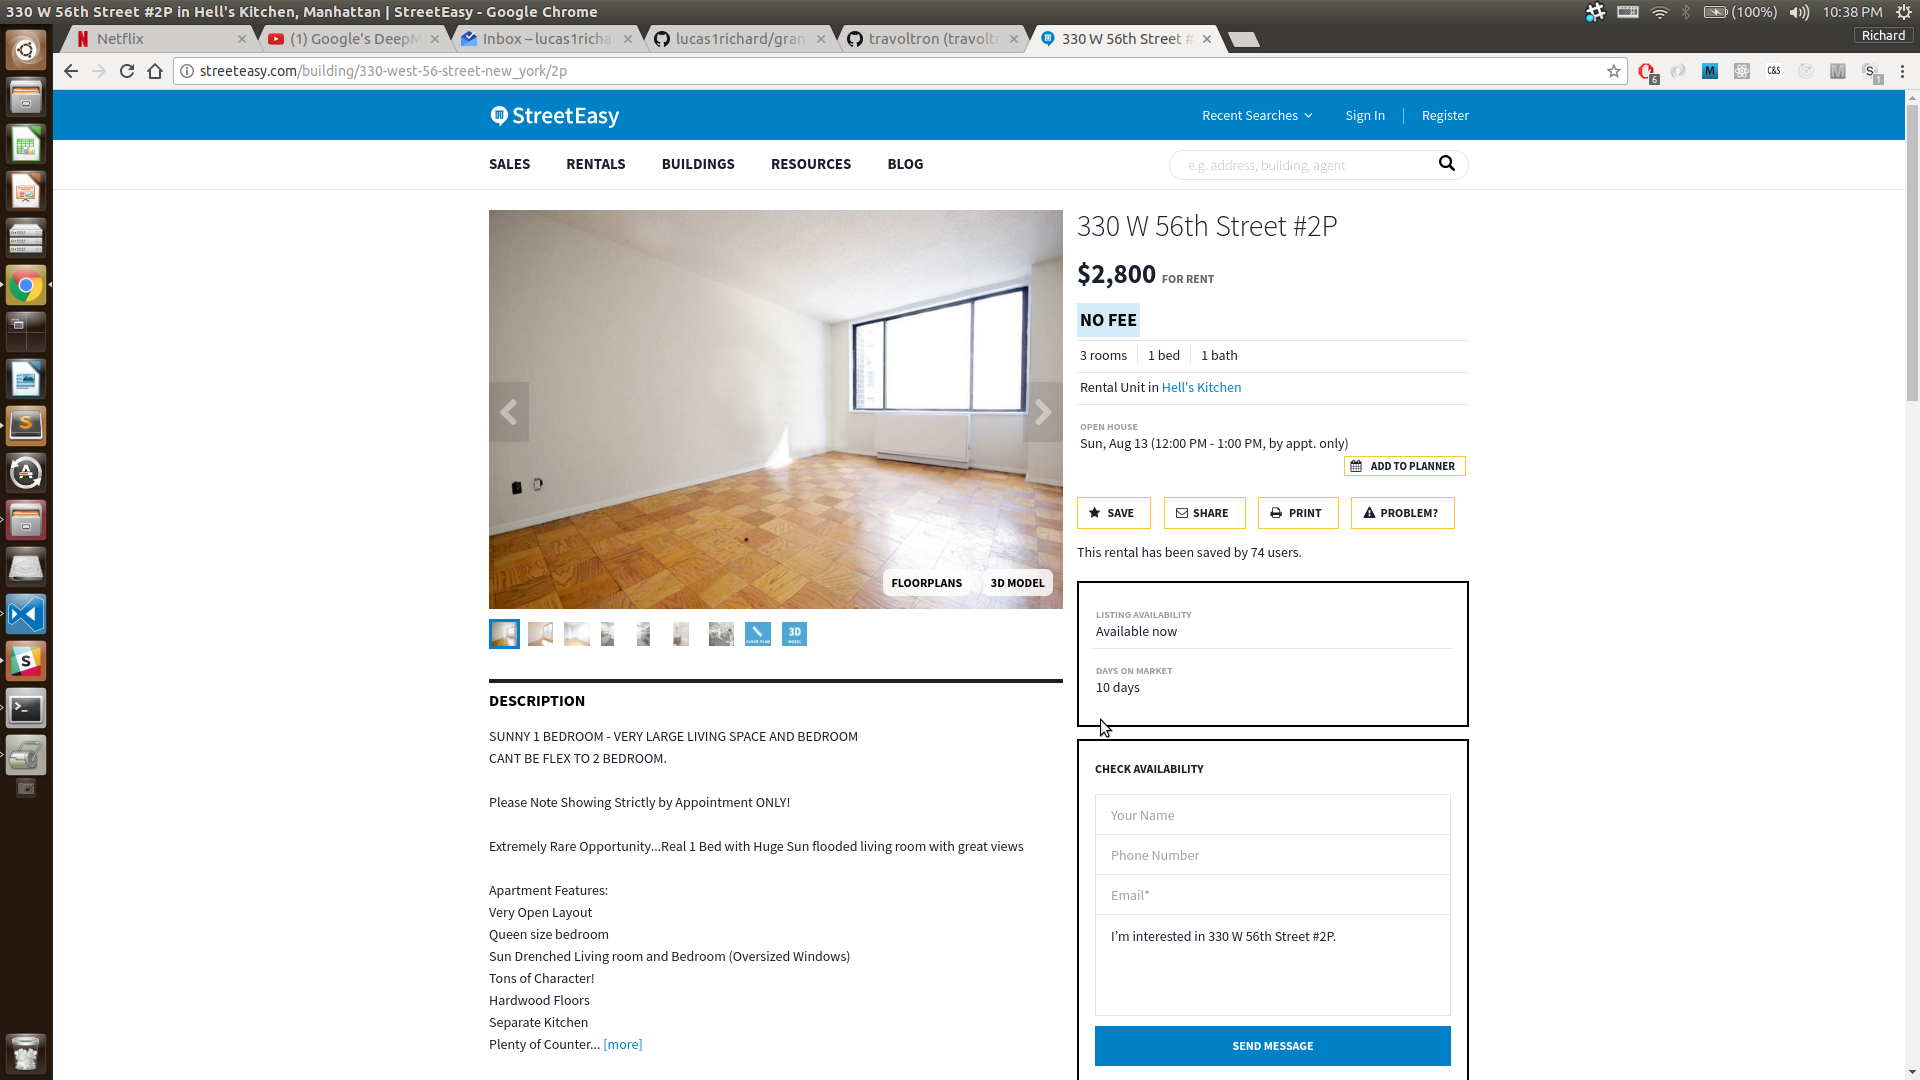 330 W 56th Street #2P in Hell's Kitchen, Manhattan | StreetEasy - Google Chrome
(100%)
10:38 PM
Netflix
(1) Google's DeepM
Inbox – lucas1richa
lucas1richard/gran
travoltron (travoltr
330 W 56th Street #
Richard
streeteasy.com/building/330-west-56-street-new_york/2p
6
M
C&S
M
S
1
StreetEasy
Recent Searches
Sign In
Register
SALES
RENTALS
BUILDINGS
RESOURCES
BLOG
e.g. address, building, agent
FLOORPLANS
3D MODEL
FLOOR PLAN
3D
MODEL
330 W 56th Street #2P
$2,800 FOR RENT
NO FEE
3 rooms
1 bed
1 bath
Rental Unit in Hell's Kitchen
OPEN HOUSE
Sun, Aug 13 (12:00 PM - 1:00 PM, by appt. only)
ADD TO PLANNER
SAVE
SHARE
PRINT
PROBLEM?
This rental has been saved by 74 users.
LISTING AVAILABILITY
Available now
DAYS ON MARKET
10 days
DESCRIPTION
SUNNY 1 BEDROOM - VERY LARGE LIVING SPACE AND BEDROOM
CANT BE FLEX TO 2 BEDROOM.
Please Note Showing Strictly by Appointment ONLY!
Extremely Rare Opportunity...Real 1 Bed with Huge Sun flooded living room with great views
Apartment Features:
Very Open Layout
Queen size bedroom
Sun Drenched Living room and Bedroom (Oversized Windows)
Tons of Character!
Hardwood Floors
Separate Kitchen
Plenty of Counter... [more]
CHECK AVAILABILITY
Your Name
Phone Number
Email*
I'm interested in 330 W 56th Street #2P.
SEND MESSAGE